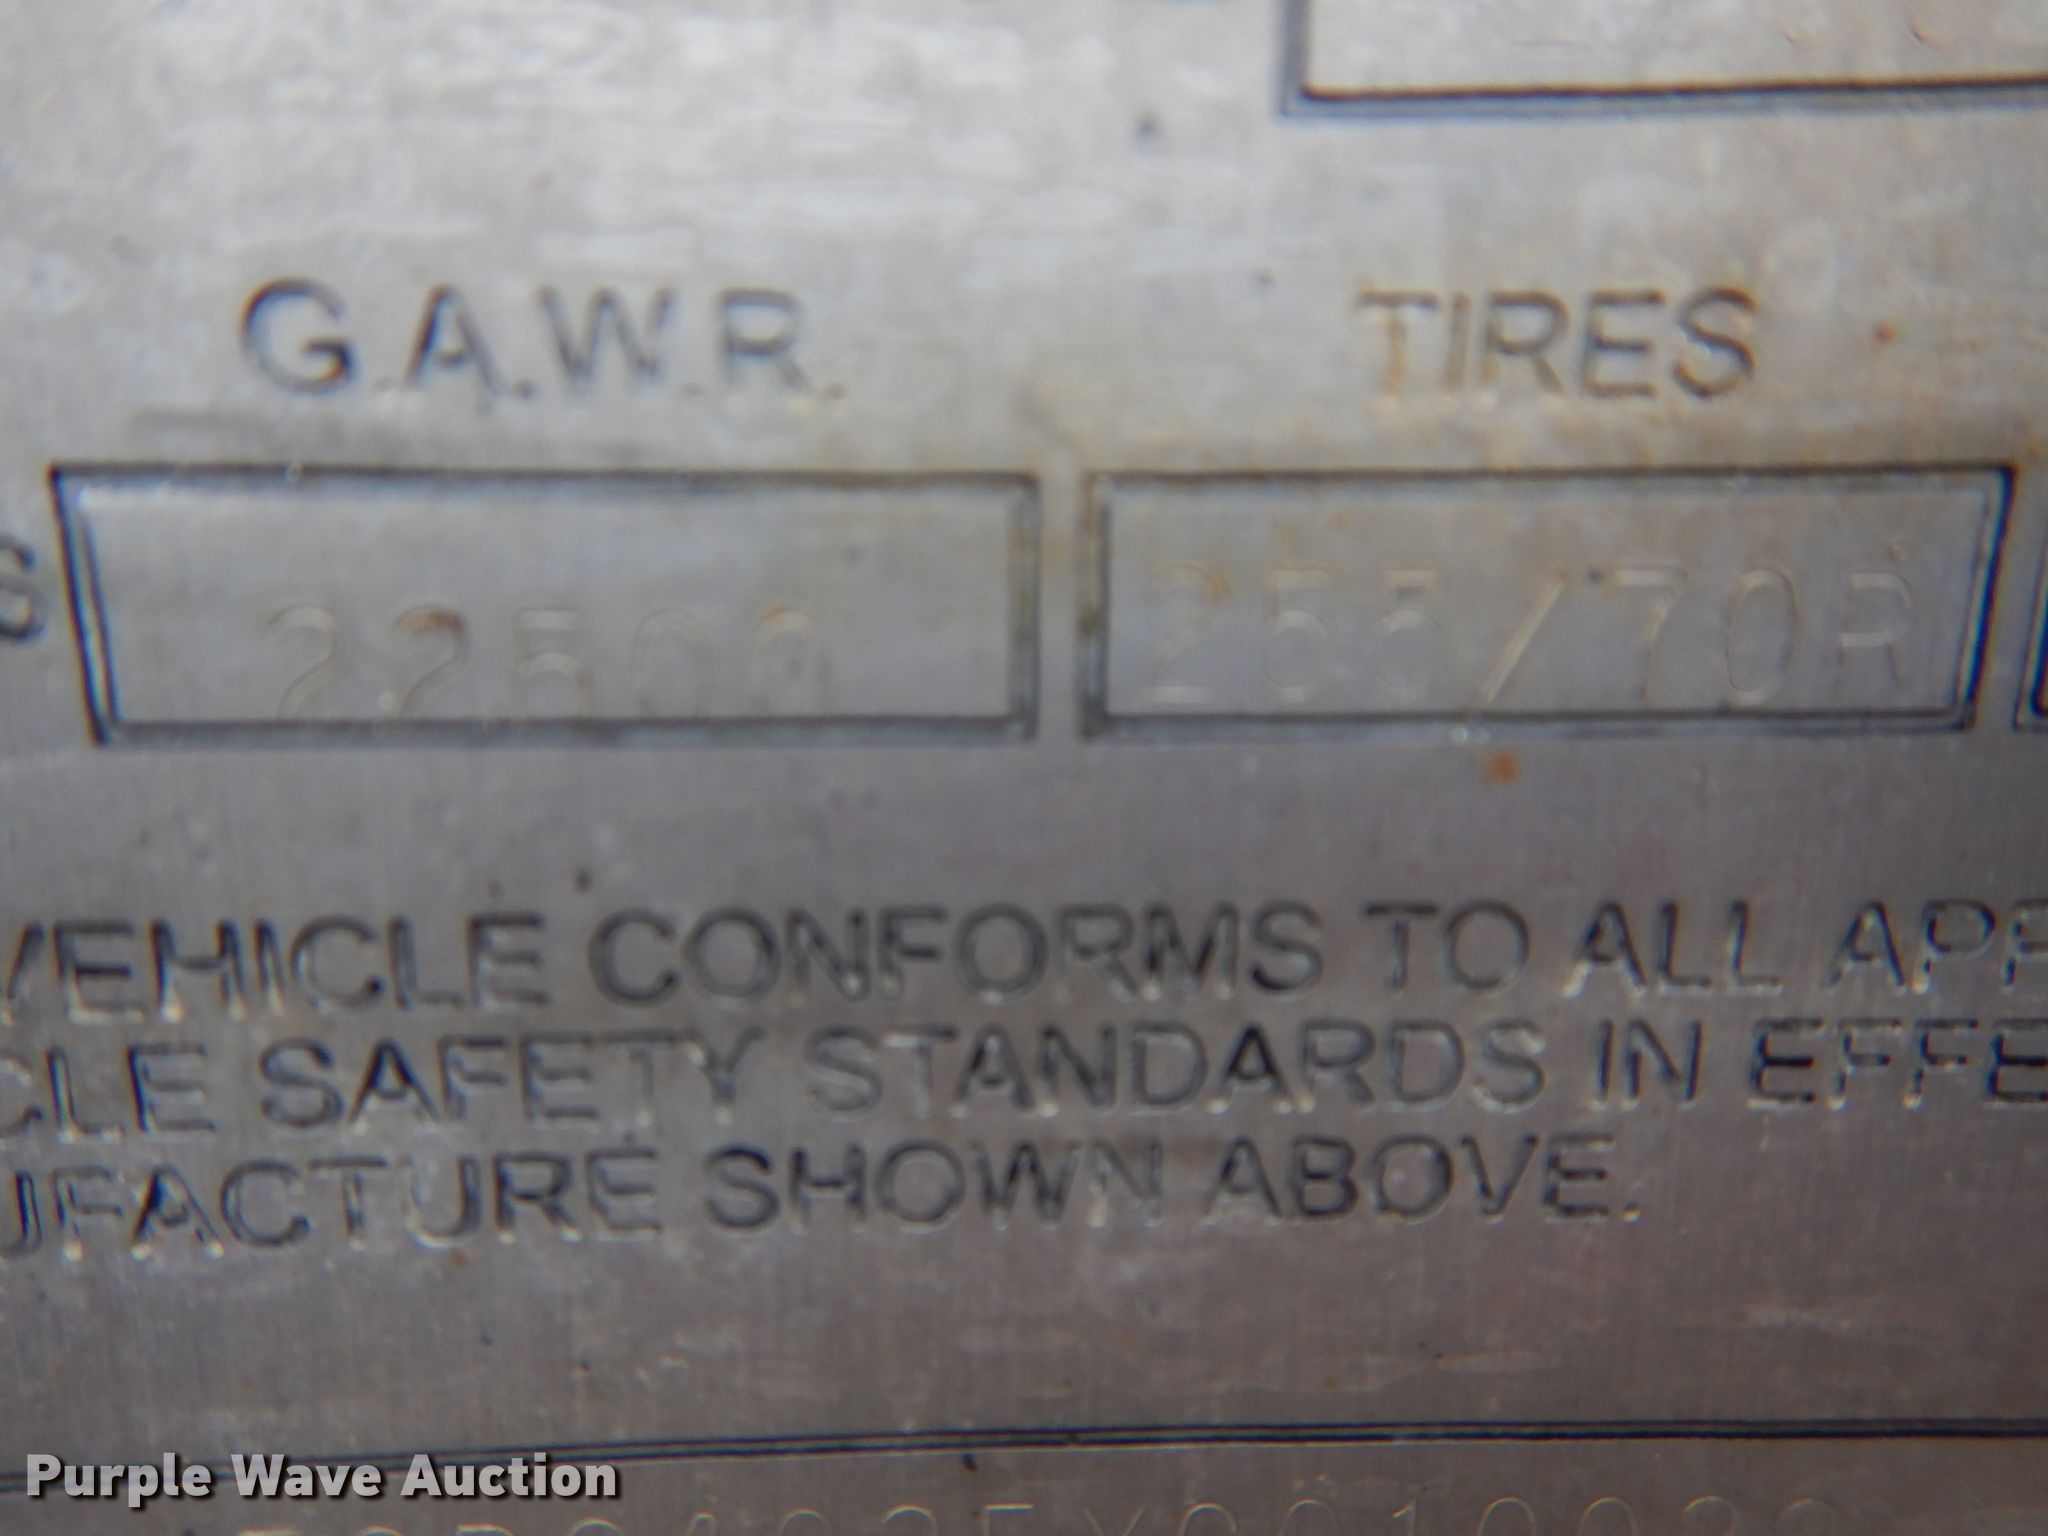 G.A.W.R. TIRES
22500 255/70R
VEHICLE CONFORMS TO ALL APP
CLE SAFETY STANDARDS IN EFFE
UFACTURE SHOWN ABOVE.
Purple Wave Auction